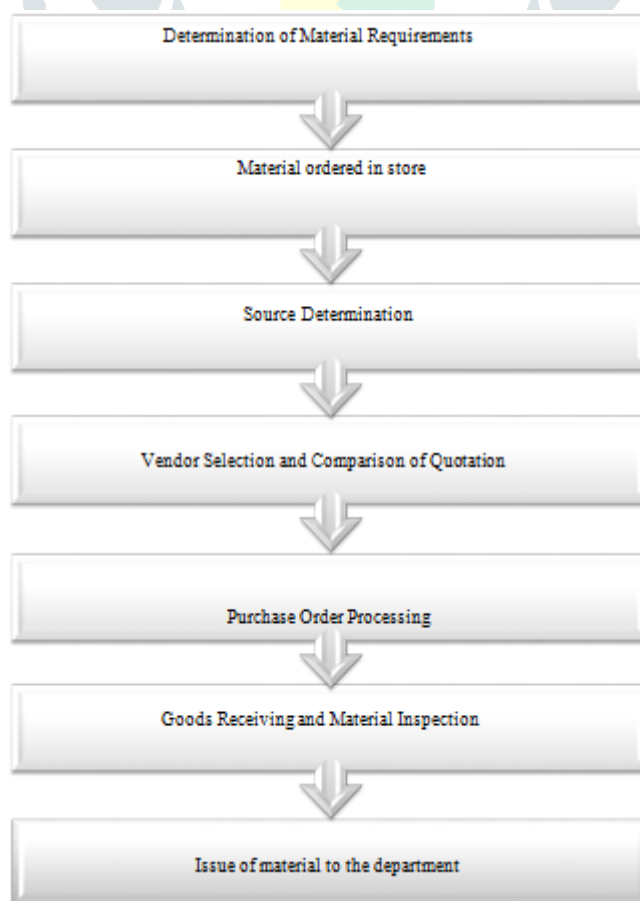 Determination of Material Requirements
Material ordered in store
Source Determination
Vendor Selection and Comparison of Quotation
Purchase Order Processing
Goods Receiving and Material Inspection
Issue of material to the department